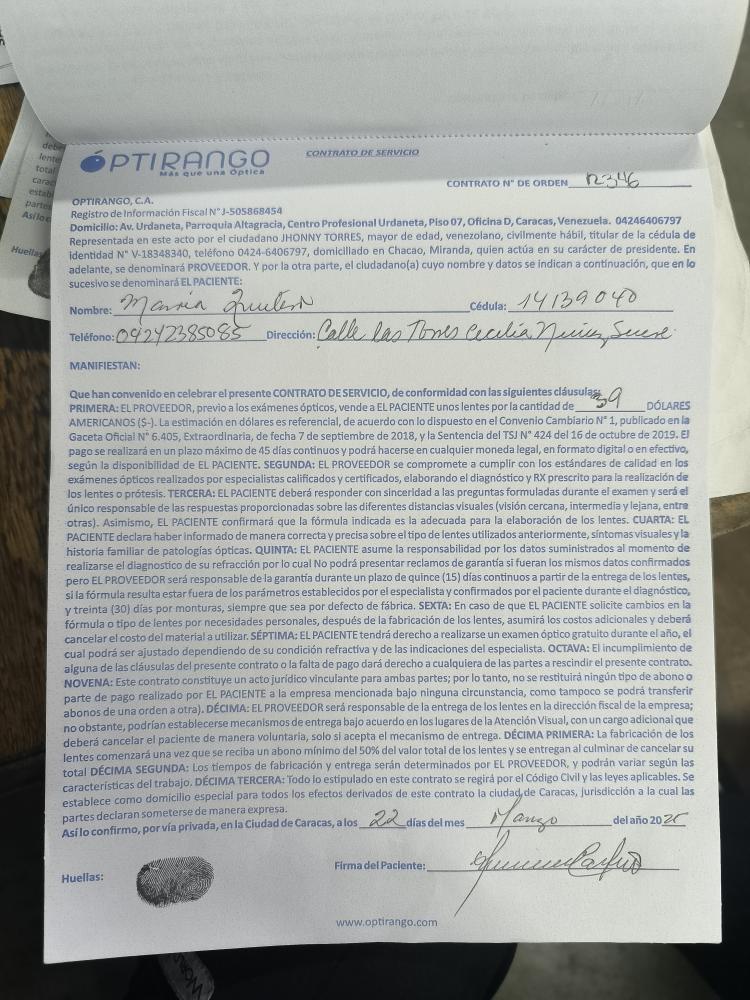 OPTIRANGO
Más que una Óptica
CONTRATO DE SERVICIO
CONTRATO N° DE ORDEN 12346
OPTIRANGO, C.A.
Registro de Información Fiscal N° J-505868454
Domicilio: Av. Urdaneta, Parroquia Altagracia, Centro Profesional Urdaneta, Piso 07, Oficina D, Caracas, Venezuela. 04246406797
Representada en este acto por el ciudadano JHONNY TORRES, mayor de edad, venezolano, civilmente hábil, titular de la cédula de
identidad N° V-18348340, teléfono 0424-6406797, domiciliado en Chacao, Miranda, quien actúa en su carácter de presidente. En
adelante, se denominará PROVEEDOR. Y por la otra parte, el ciudadano(a) cuyo nombre y datos se indican a continuación, que en lo
sucesivo se denominará EL PACIENTE:
Nombre: María Cédula: 14139040
Teléfono: 04242385085 Dirección: Calle las Torres Cecilia Núñez, Sucre
MANIFIESTAN:
Que han convenido en celebrar el presente CONTRATO DE SERVICIO, de conformidad con las siguientes cláusulas:
PRIMERA: EL PROVEEDOR, previo a los exámenes ópticos, vende a EL PACIENTE unos lentes por la cantidad de 39 DÓLARES
AMERICANOS ($-). La estimación en dólares es referencial, de acuerdo con lo dispuesto en el Convenio Cambiario N° 1, publicado en la
Gaceta Oficial N° 6.405, Extraordinaria, de fecha 7 de septiembre de 2018, y la Sentencia del TSJ N° 424 del 16 de octubre de 2019. El
pago se realizará en un plazo máximo de 45 días continuos y podrá hacerse en cualquier moneda legal, en formato digital o en efectivo,
según la disponibilidad de EL PACIENTE. SEGUNDA: EL PROVEEDOR se compromete a cumplir con los estándares de calidad en los
exámenes ópticos realizados por especialistas calificados y certificados, elaborando el diagnóstico y RX prescrito para la realización de
los lentes o prótesis. TERCERA: EL PACIENTE deberá responder con sinceridad a las preguntas formuladas durante el examen y será el
único responsable de las respuestas proporcionadas sobre las diferentes distancias visuales (visión cercana, intermedia y lejana, entre
otras). Asimismo, EL PACIENTE confirmará que la fórmula indicada es la adecuada para la elaboración de los lentes. CUARTA: EL
PACIENTE declara haber informado de manera correcta y precisa sobre el tipo de lentes utilizados anteriormente, síntomas visuales y la
historia familiar de patologías ópticas. QUINTA: EL PACIENTE asume la responsabilidad por los datos suministrados al momento de
realizarse el diagnostico de su refracción por lo cual No podrá presentar reclamos de garantía si fueran los mismos datos confirmados
pero EL PROVEEDOR será responsable de la garantía durante un plazo de quince (15) días continuos a partir de la entrega de los lentes,
si la fórmula resulta estar fuera de los parámetros establecidos por el especialista y confirmados por el paciente durante el diagnóstico,
y treinta (30) días por monturas, siempre que sea por defecto de fábrica. SEXTA: En caso de que EL PACIENTE solicite cambios en la
fórmula o tipo de lentes por necesidades personales, después de la fabricación de los lentes, asumirá los costos adicionales y deberá
cancelar el costo del material a utilizar. SÉPTIMA: EL PACIENTE tendrá derecho a realizarse un examen óptico gratuito durante el año, el
cual podrá ser ajustado dependiendo de su condición refractiva y de las indicaciones del especialista. OCTAVA: El incumplimiento de
alguna de las cláusulas del presente contrato o la falta de pago dará derecho a cualquiera de las partes a rescindir el presente contrato.
NOVENA: Este contrato constituye un acto jurídico vinculante para ambas partes; por lo tanto, no se restituirá ningún tipo de abono o
parte de pago realizado por EL PACIENTE a la empresa mencionada bajo ninguna circunstancia, como tampoco se podrá transferir
abonos de una orden a otra). DÉCIMA: EL PROVEEDOR será responsable de la entrega de los lentes en la dirección fiscal de la empresa;
no obstante, podrían establecerse mecanismos de entrega bajo acuerdo en los lugares de la Atención Visual, con un cargo adicional que
deberá cancelar el paciente de manera voluntaria, solo si acepta el mecanismo de entrega. DÉCIMA PRIMERA: La fabricación de los
lentes comenzará una vez que se reciba un abono mínimo del 50% del valor total de los lentes y se entregan al culminar de cancelar su
total DÉCIMA SEGUNDA: Los tiempos de fabricación y entrega serán determinados por EL PROVEEDOR, y podrán variar según las
características del trabajo. DÉCIMA TERCERA: Todo lo estipulado en este contrato se regirá por el Código Civil y las leyes aplicables. Se
establece como domicilio especial para todos los efectos derivados de este contrato la ciudad de Caracas, jurisdicción a la cual las
partes declaran someterse de manera expresa.
Así lo confirmo, por vía privada, en la Ciudad de Caracas, a los 22 días del mes Marzo del año 2025
Huellas: Firma del Paciente:
www.optirango.com